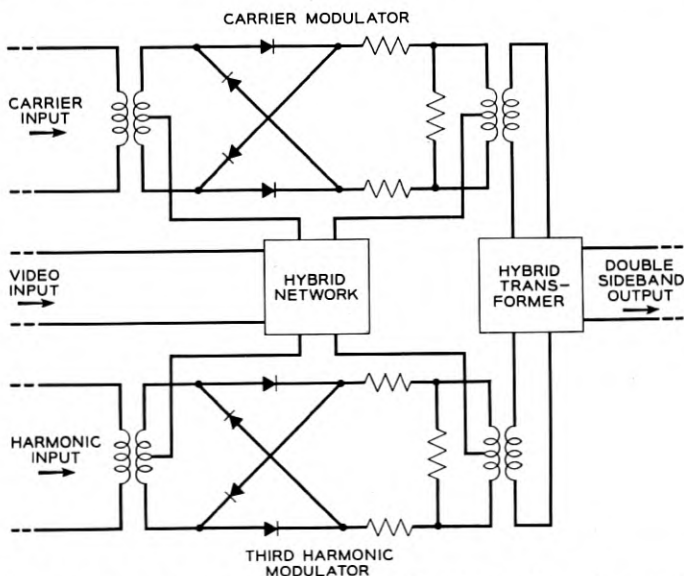 CARRIER MODULATOR
CARRIER
INPUT
VIDEO
INPUT
HYBRID
NETWORK
HYBRID
TRANS-
FORMER
DOUBLE
SIDEBAND
OUTPUT
HARMONIC
INPUT
THIRD HARMONIC
MODULATOR